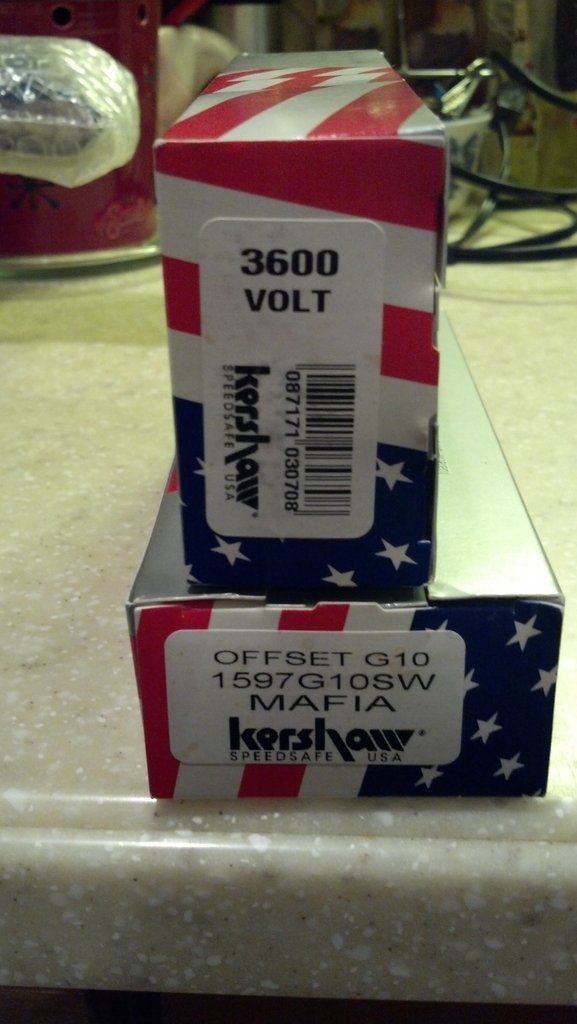 3600
VOLT
kershaw®
SPEEDSAFE USA
087171 030708
OFFSET G10
1597G10SW
MAFIA
kershaw®
SPEEDSAFE USA